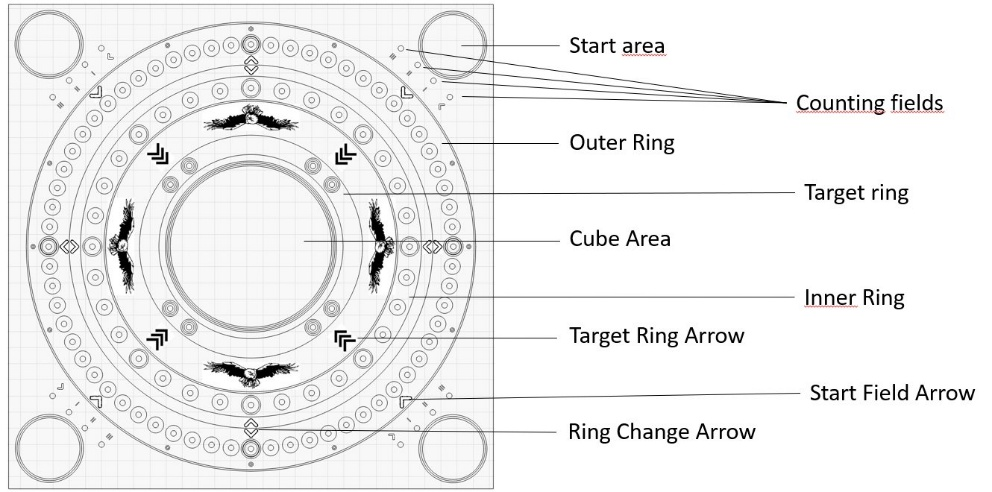 Start area
Counting fields
Outer Ring
Target ring
Cube Area
Inner Ring
Target Ring Arrow
Start Field Arrow
Ring Change Arrow